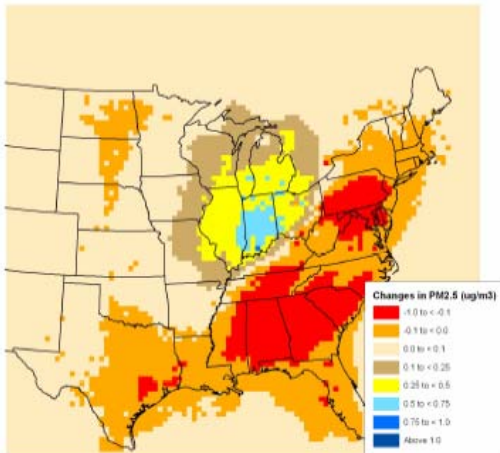 Changes in PM2.5 (ug/m3)
-1.0 to < -0.1
-0.1 to < 0.0
0.0 to < 0.1
0.1 to < 0.25
0.25 to < 0.5
0.5 to < 0.75
0.75 to < 1.0
Above 1.0